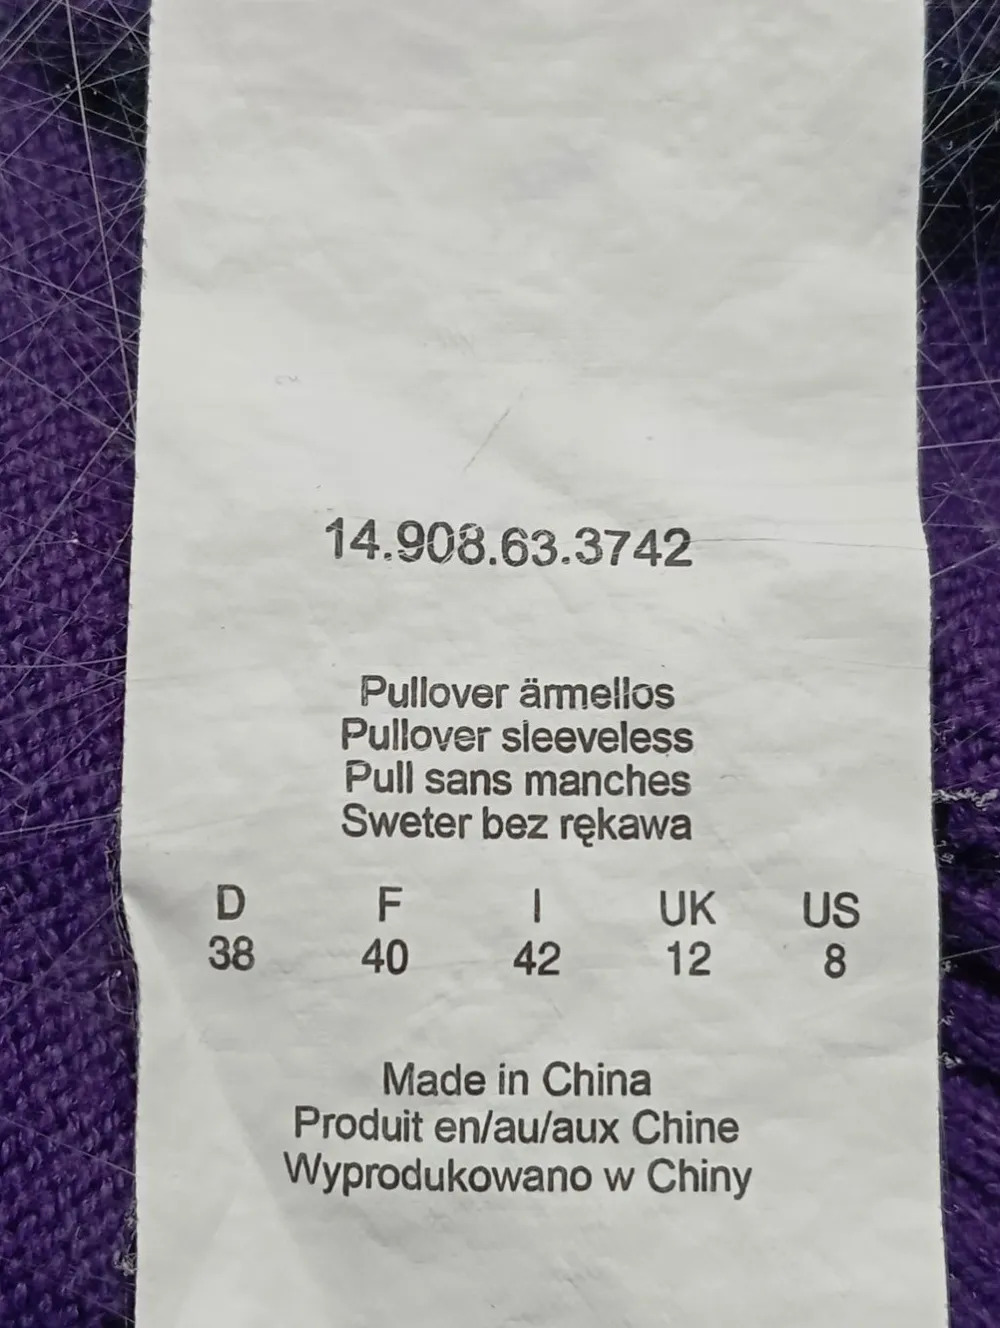 14.908.63.3742
Pullover ärmellos
Pullover sleeveless
Pull sans manches
Sweter bez rękawa
D F I UK US
38 40 42 12 8
Made in China
Produit en/au/aux Chine
Wyprodukowano w Chiny